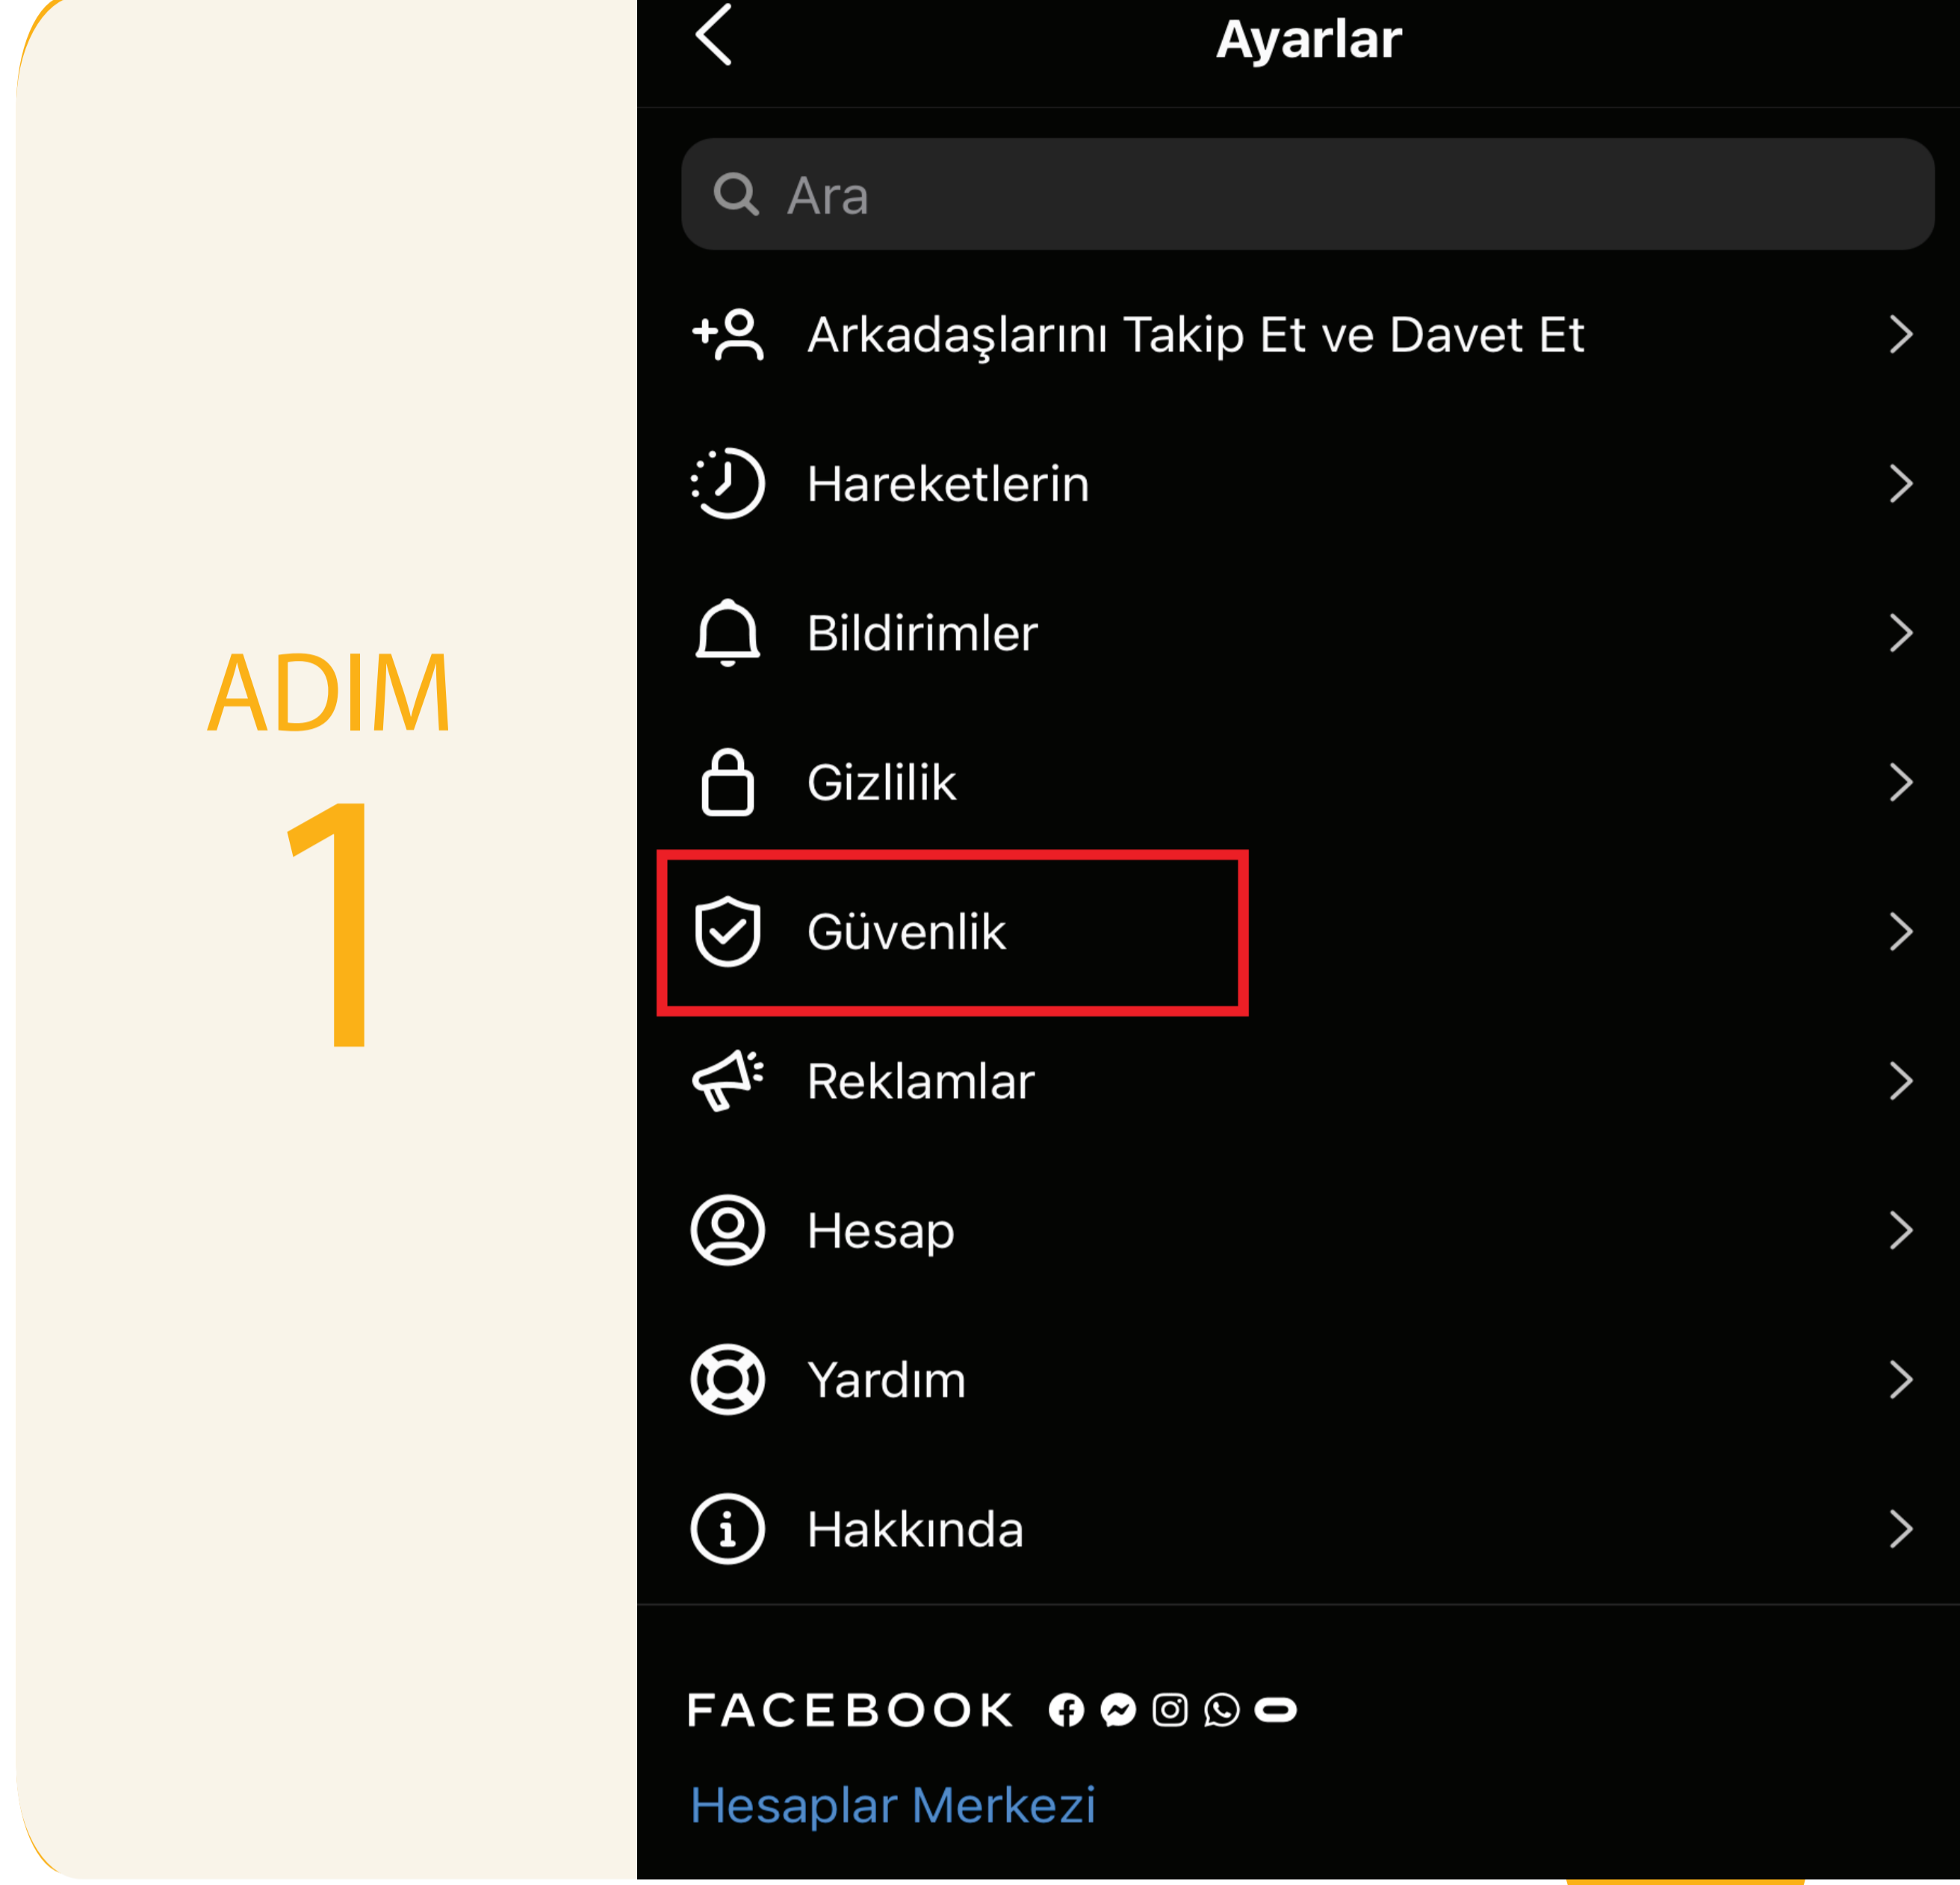 ADIM
1
Ayarlar
Ara
Arkadaşlarını Takip Et ve Davet Et
Hareketlerin
Bildirimler
Gizlilik
Güvenlik
Reklamlar
Hesap
Yardım
Hakkında
FACEBOOK
Hesaplar Merkezi